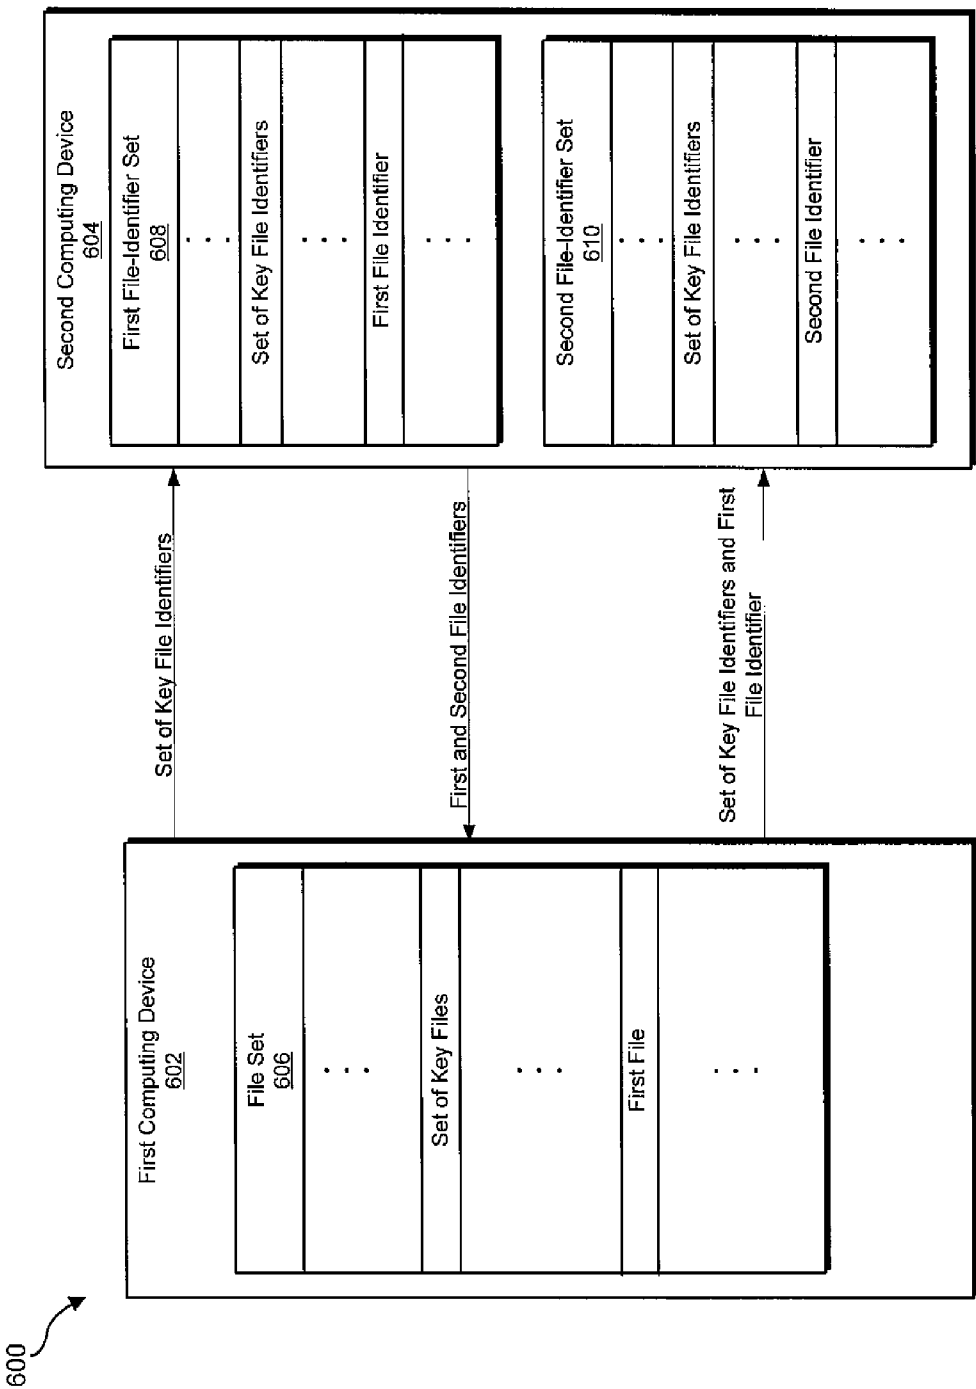 600
First Computing Device
602
File Set
606
. . .
Set of Key Files
. . .
First File
. . .
Set of Key File Identifiers
First and Second File Identifiers
Set of Key File Identifiers and First
File Identifier
Second Computing Device
604
First File-Identifier Set
608
. . .
Set of Key File Identifiers
. . .
First File Identifier
. . .
Second File-Identifier Set
610
. . .
Set of Key File Identifiers
. . .
Second File Identifier
. . .